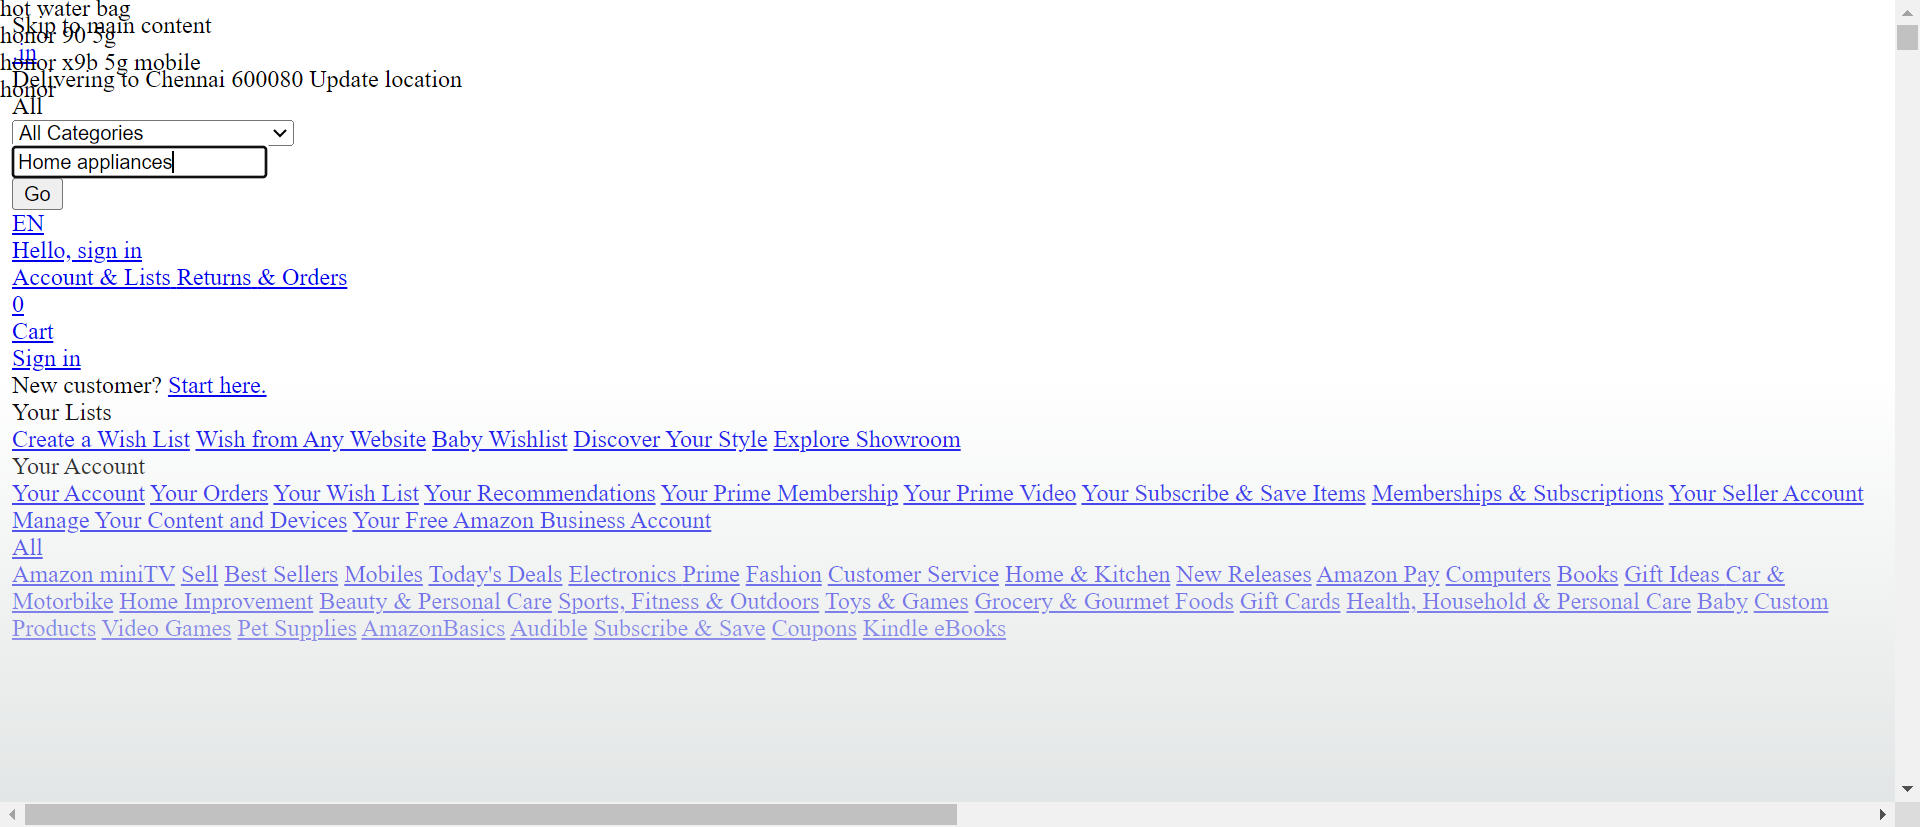 hot water bag
Skip to main content
honor 90 5g
.in
honor x9b 5g mobile
Delivering to Chennai 600080 Update location
honor
All
All Categories
Home appliances
Go
EN
Hello, sign in
Account & Lists Returns & Orders
0
Cart
Sign in
New customer? Start here.
Your Lists
Create a Wish List Wish from Any Website Baby Wishlist Discover Your Style Explore Showroom
Your Account
Your Account Your Orders Your Wish List Your Recommendations Your Prime Membership Your Prime Video Your Subscribe & Save Items Memberships & Subscriptions Your Seller Account
Manage Your Content and Devices Your Free Amazon Business Account
All
Amazon miniTV Sell Best Sellers Mobiles Today's Deals Electronics Prime Fashion Customer Service Home & Kitchen New Releases Amazon Pay Computers Books Gift Ideas Car &
Motorbike Home Improvement Beauty & Personal Care Sports, Fitness & Outdoors Toys & Games Grocery & Gourmet Foods Gift Cards Health, Household & Personal Care Baby Custom
Products Video Games Pet Supplies AmazonBasics Audible Subscribe & Save Coupons Kindle eBooks